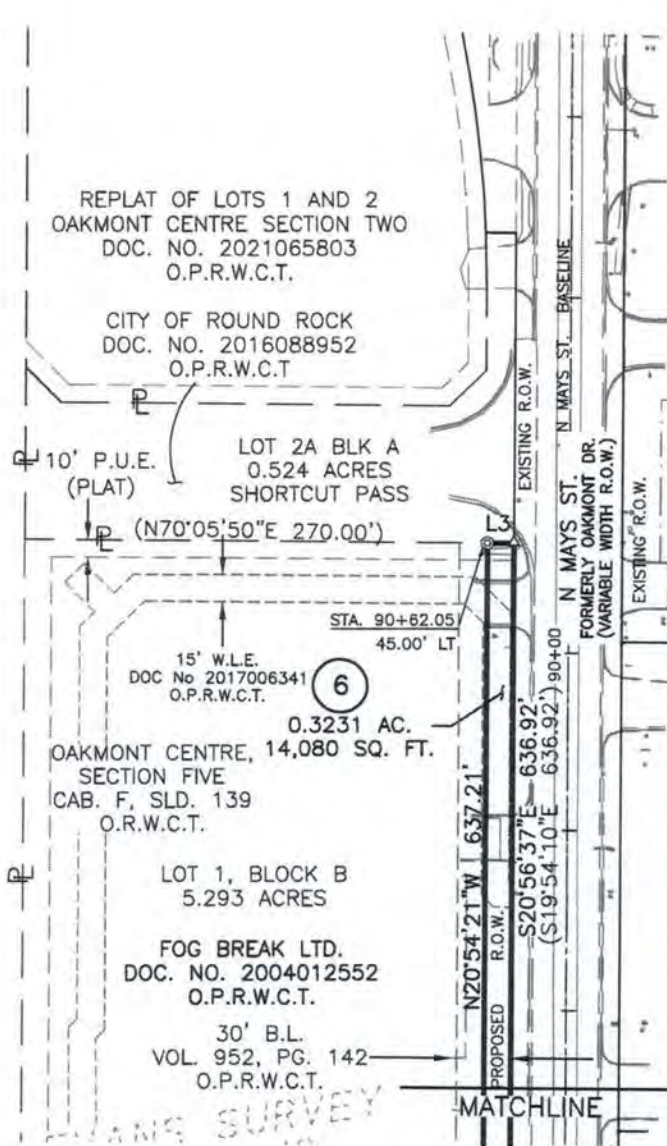 REPLAT OF LOTS 1 AND 2
OAKMONT CENTRE SECTION TWO
DOC. NO. 2021065803
O.P.R.W.C.T.
CITY OF ROUND ROCK
DOC. NO. 2016088952
O.P.R.W.C.T
10' P.U.E.
(PLAT)
LOT 2A BLK A
0.524 ACRES
SHORTCUT PASS
(N70°05'50"E 270.00')
L3
STA. 90+62.05
45.00' LT
15' W.L.E.
DOC No 2017006341
O.P.R.W.C.T.
6
0.3231 AC.
14,080 SQ. FT.
OAKMONT CENTRE,
SECTION FIVE
CAB. F, SLD. 139
O.R.W.C.T.
LOT 1, BLOCK B
5.293 ACRES
FOG BREAK LTD.
DOC. NO. 2004012552
O.P.R.W.C.T.
30' B.L.
VOL. 952, PG. 142
O.P.R.W.C.T.
N20°54'21"W 637.21'
PROPOSED R.O.W.
S20°56'37"E 636.92'
(S19°54'10"E 636.92')
90+00
EXISTING R.O.W.
N MAYS ST. BASELINE
N MAYS ST.
FORMERLY OAKMONT DR.
(VARIABLE WIDTH R.O.W.)
EXISTING R.O.W.
MATCHLINE
SURVEY